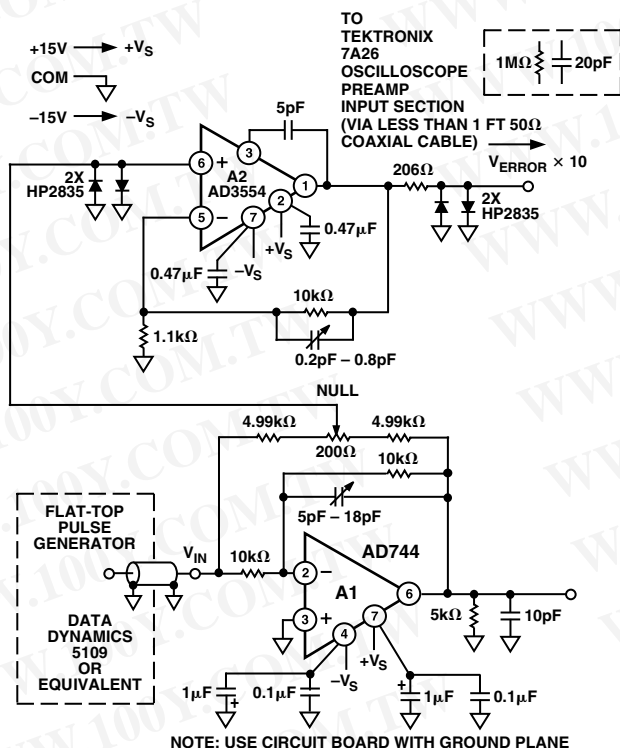 +15V +VS
COM
–15V –VS
TO
TEKTRONIX
7A26
OSCILLOSCOPE
PREAMP
INPUT SECTION
(VIA LESS THAN 1 FT 50Ω
COAXIAL CABLE)
1MΩ 20pF
VERROR × 10
5pF
206Ω
2X
HP2835
6 +
3
A2
AD3554
1
5 –
2
7
2X
HP2835
0.47µF
+VS
–VS
0.47µF
10kΩ
0.2pF – 0.8pF
1.1kΩ
NULL
4.99kΩ
200Ω
4.99kΩ
10kΩ
5pF – 18pF
FLAT-TOP
PULSE
GENERATOR
DATA
DYNAMICS
5109
OR
EQUIVALENT
VIN
10kΩ
AD744
2 –
A1
6
3 +
7
4
+VS
–VS
5kΩ
10pF
1µF
+
0.1µF
+
1µF
0.1µF
NOTE: USE CIRCUIT BOARD WITH GROUND PLANE
WWW.100Y.COM.TW